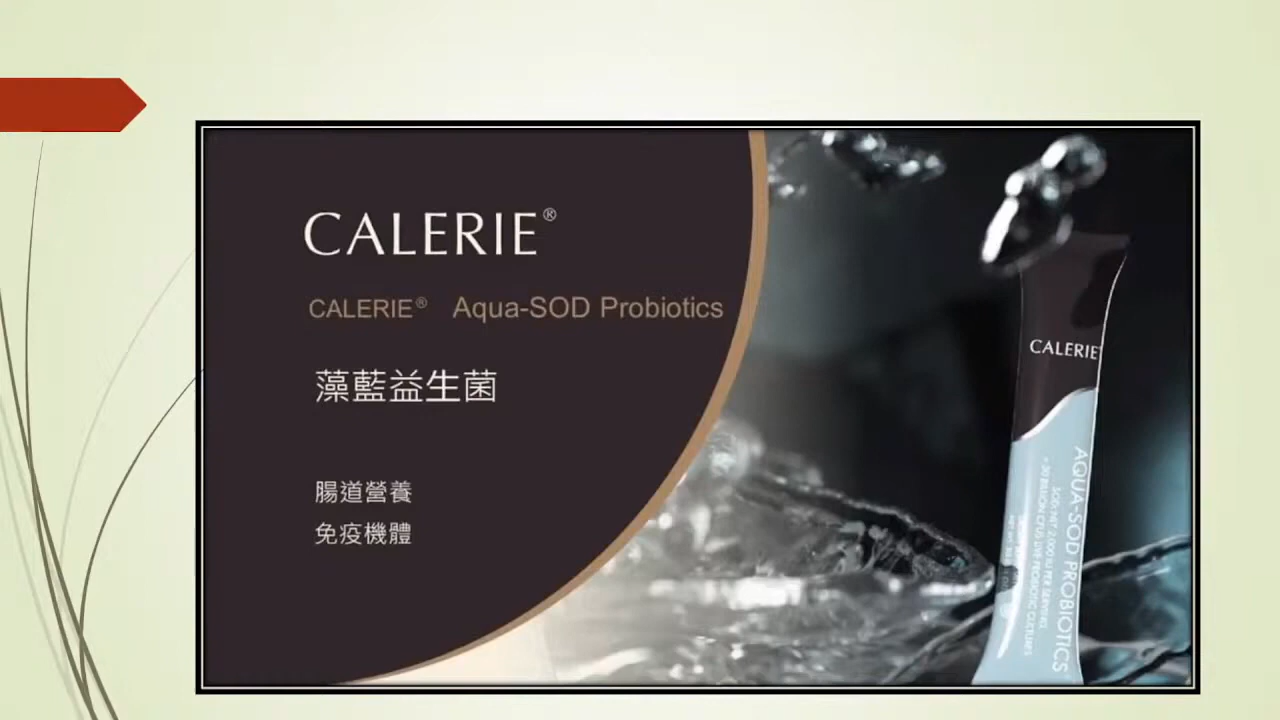 CALERIE®
CALERIE® Aqua-SOD Probiotics
藻藍益生菌
腸道營養
免疫機體
CALERIE
AQUA-SOD PROBIOTICS